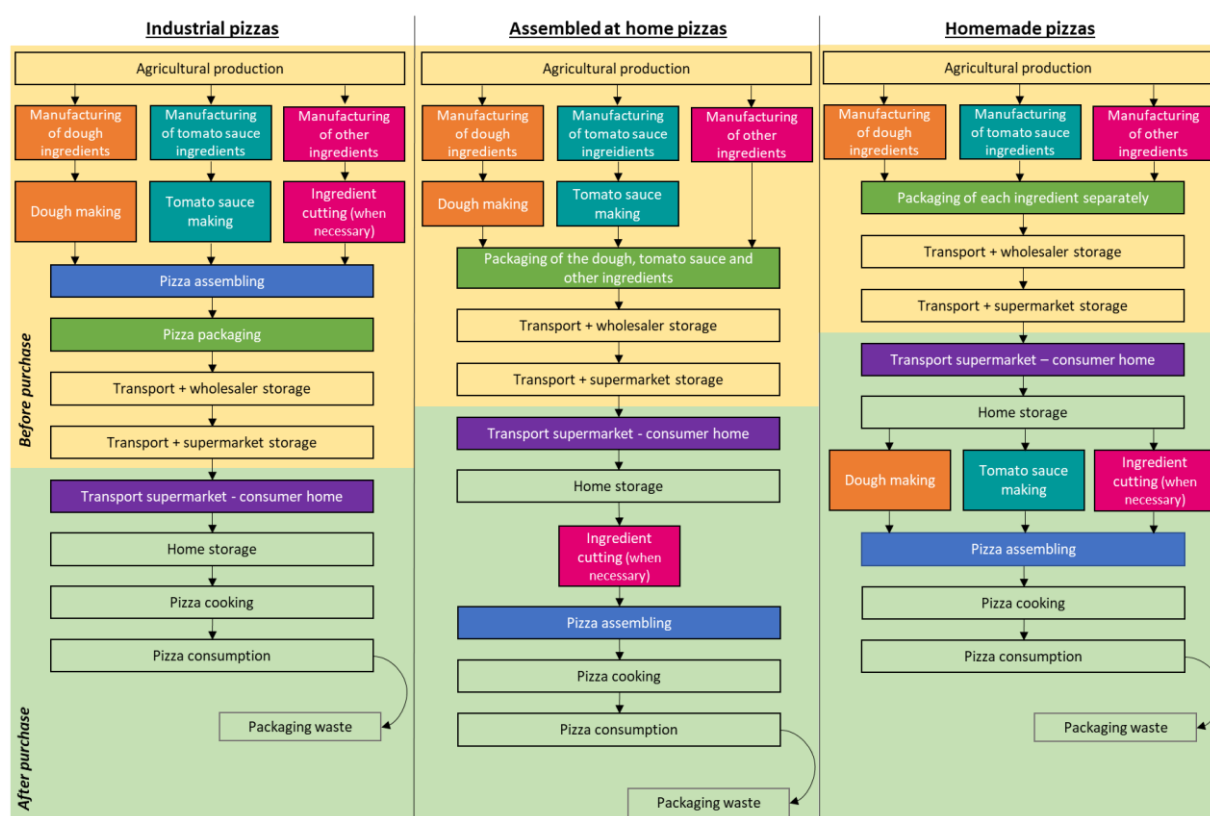 Industrial pizzas
Agricultural production
Manufacturing
of dough
ingredients
Manufacturing
of tomato sauce
ingredients
Manufacturing
of other
ingredients
Dough making
Tomato sauce
making
Ingredient
cutting (when
necessary)
Pizza assembling
Pizza packaging
Transport + wholesaler storage
Transport + supermarket storage
Transport supermarket - consumer home
Home storage
Pizza cooking
Pizza consumption
Packaging waste
Before purchase
After purchase
Assembled at home pizzas
Agricultural production
Manufacturing
of dough
ingredients
Manufacturing
of tomato sauce
ingreidients
Manufacturing
of other
ingredients
Dough making
Tomato sauce
making
Packaging of the dough, tomato sauce and
other ingredients
Transport + wholesaler storage
Transport + supermarket storage
Transport supermarket - consumer home
Home storage
Ingredient
cutting (when
necessary)
Pizza assembling
Pizza cooking
Pizza consumption
Packaging waste
Homemade pizzas
Agricultural production
Manufacturing
of dough
ingredients
Manufacturing
of tomato sauce
ingredients
Manufacturing
of other
ingredients
Packaging of each ingredient separately
Transport + wholesaler storage
Transport + supermarket storage
Transport supermarket – consumer home
Home storage
Dough making
Tomato sauce
making
Ingredient
cutting (when
necessary)
Pizza assembling
Pizza cooking
Pizza consumption
Packaging waste